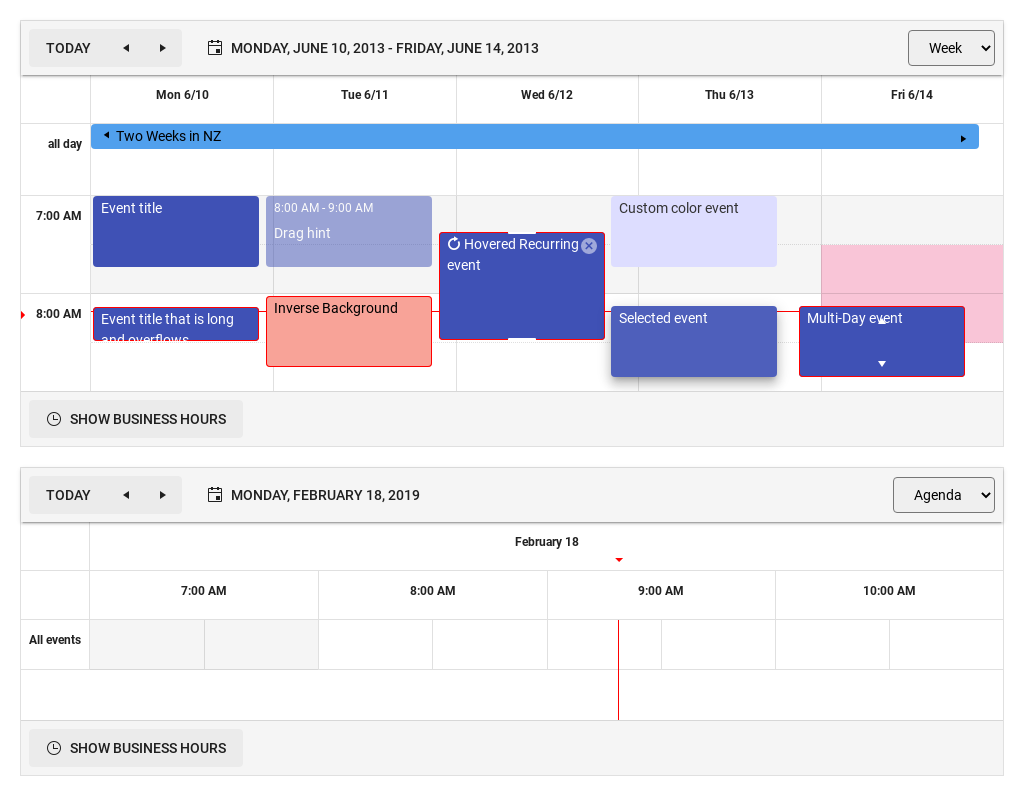 TODAY
MONDAY, JUNE 10, 2013 - FRIDAY, JUNE 14, 2013
Week
Mon 6/10
Tue 6/11
Wed 6/12
Thu 6/13
Fri 6/14
all day
Two Weeks in NZ
7:00 AM
Event title
8:00 AM - 9:00 AM
Drag hint
Custom color event
Hovered Recurring
event
8:00 AM
Event title that is long
and overflows
Inverse Background
Selected event
Multi-Day event
SHOW BUSINESS HOURS
TODAY
MONDAY, FEBRUARY 18, 2019
Agenda
February 18
7:00 AM
8:00 AM
9:00 AM
10:00 AM
All events
SHOW BUSINESS HOURS